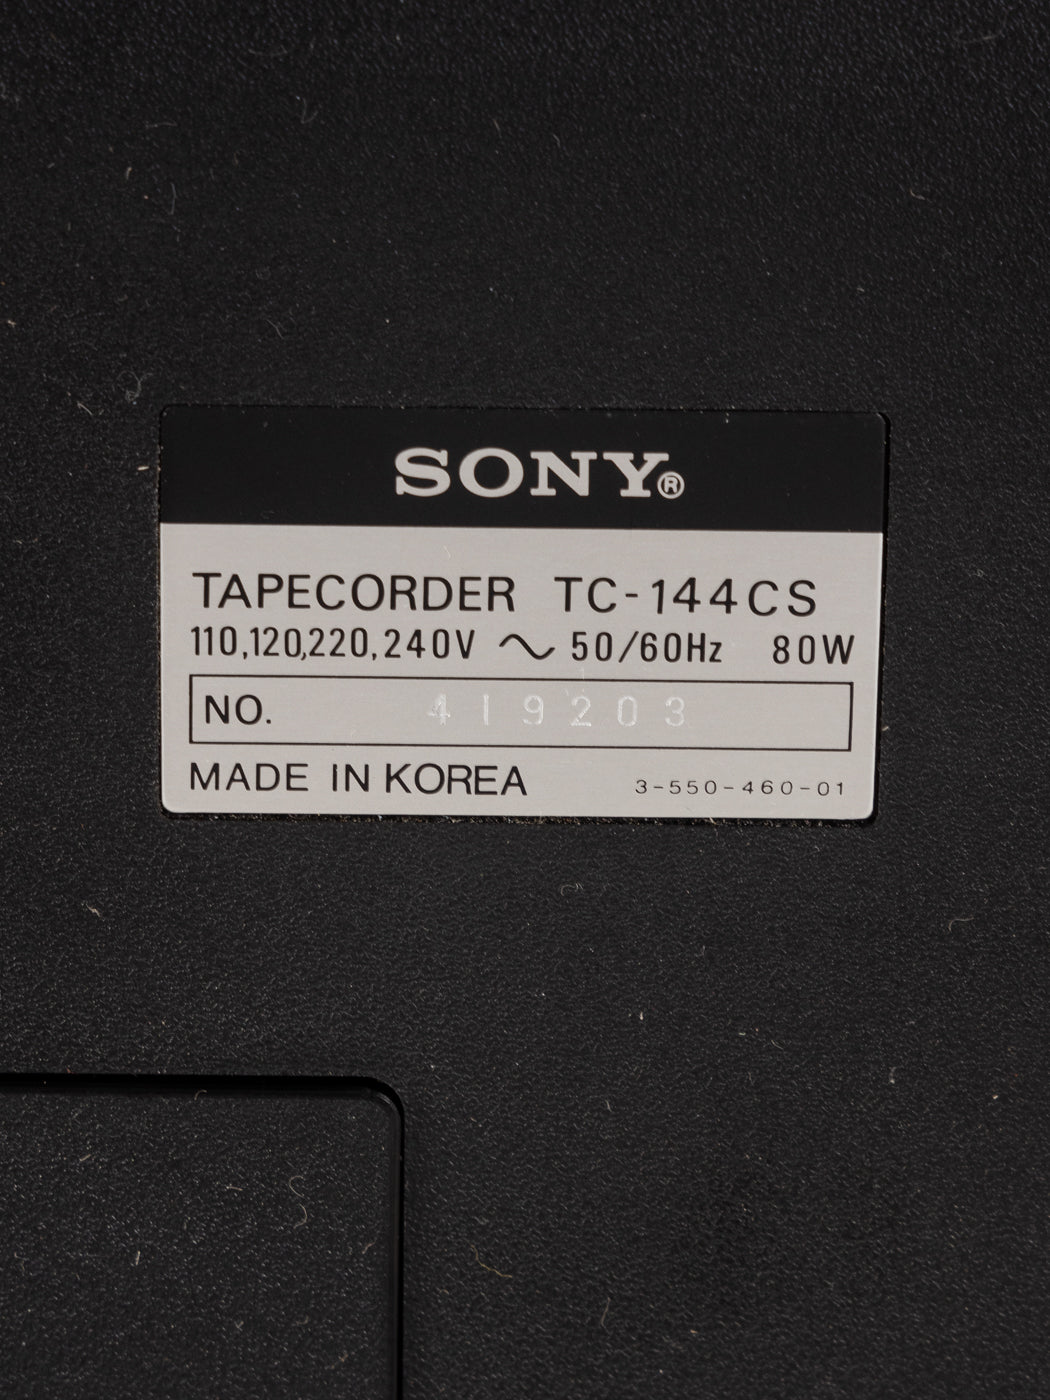 SONY®
TAPECORDER TC-144CS
110,120,220,240V ~ 50/60Hz 80W
NO. 419203
MADE IN KOREA 3-550-460-01